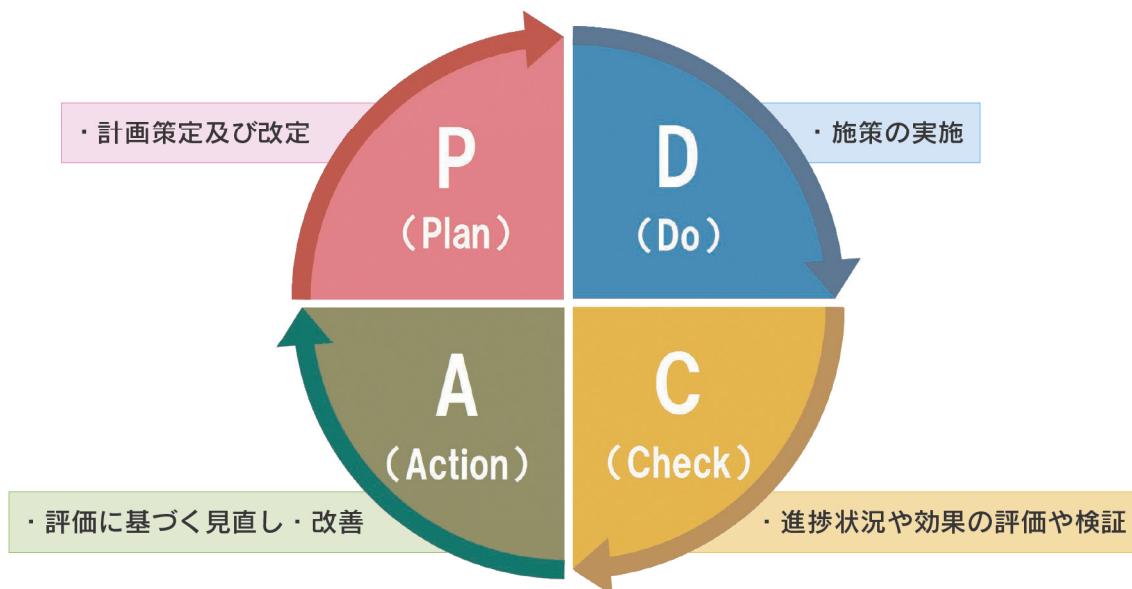 ・計画策定及び改定
P
（Plan）
D
（Do）
・施策の実施
A
（Action）
C
（Check）
・評価に基づく見直し・改善
・進捗状況や効果の評価や検証